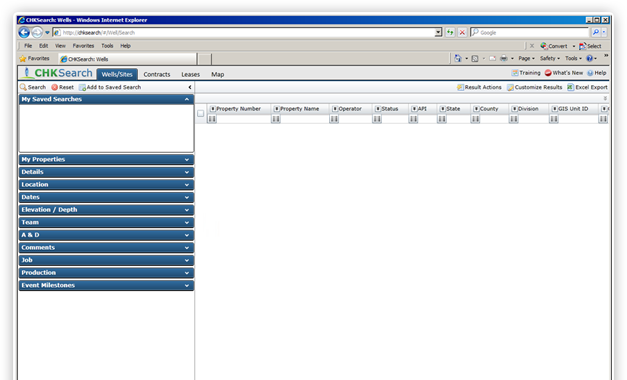 CHKSearch: Wells - Windows Internet Explorer
http://chksearch/#/Well/Search
Google
File Edit View Favorites Tools Help
x Convert Select
Favorites CHKSearch: Wells
Page Safety Tools
CHKSearch Wells/Sites Contracts Leases Map
Training What's New Help
Search Reset Add to Saved Search
Result Actions Customize Results Excel Export
My Saved Searches
Property Number Property Name Operator Status API State County Division GIS Unit ID
My Properties
Details
Location
Dates
Elevation / Depth
Team
A & D
Comments
Job
Production
Event Milestones